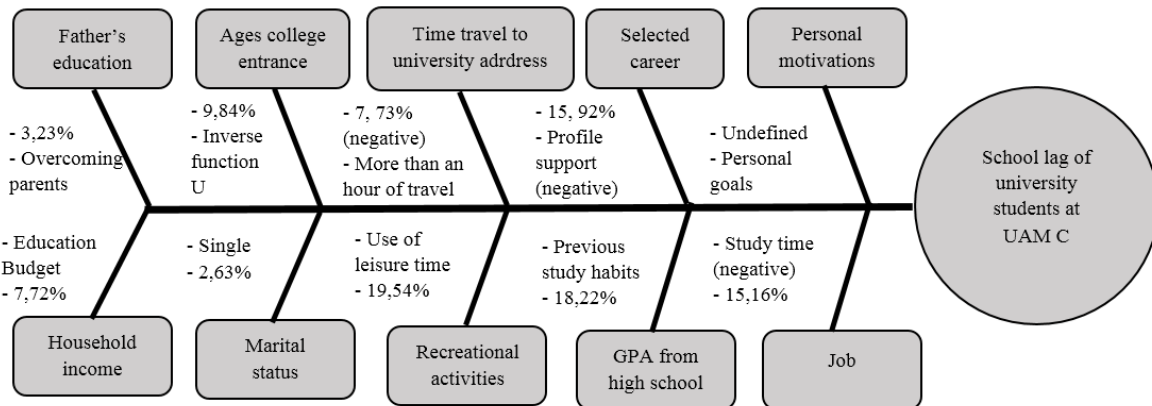 Father's
education
Ages college
entrance
Time travel to
university adrdress
Selected
career
Personal
motivations
- 3,23%
- Overcoming
parents
- 9,84%
- Inverse
function
U
- 7, 73%
(negative)
- More than an
hour of travel
- 15, 92%
- Profile
support
(negative)
- Undefined
- Personal
goals
School lag of
university
students at
UAM C
- Education
Budget
- 7,72%
- Single
- 2,63%
- Use of
leisure time
- 19,54%
- Previous
study habits
- 18,22%
- Study time
(negative)
- 15,16%
Household
income
Marital
status
Recreational
activities
GPA from
high school
Job